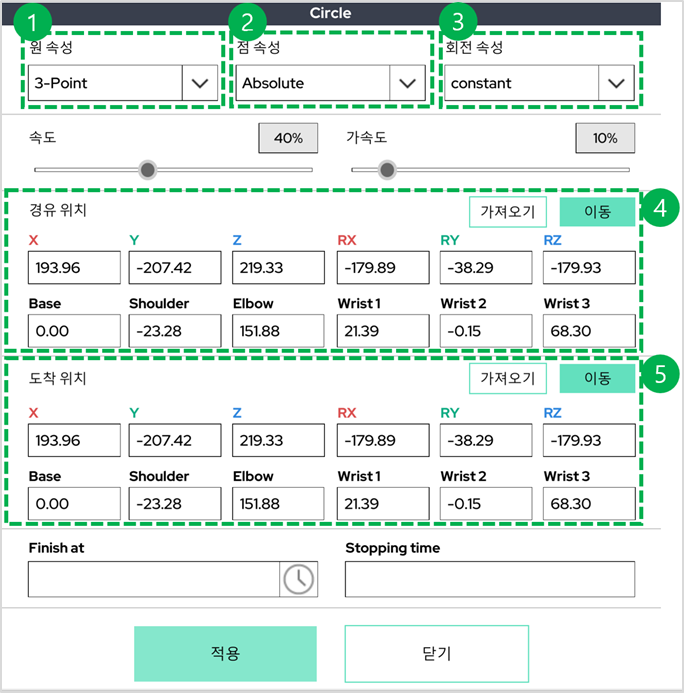 Circle
1 2 3
원 속성 점 속성 회전 속성
3-Point Absolute constant
속도 40% 가속도 10%
경유 위치 가져오기 이동 4
X Y Z RX RY RZ
193.96 -207.42 219.33 -179.89 -38.29 -179.93
Base Shoulder Elbow Wrist 1 Wrist 2 Wrist 3
0.00 -23.28 151.88 21.39 -0.15 68.30
도착 위치 가져오기 이동 5
X Y Z RX RY RZ
193.96 -207.42 219.33 -179.89 -38.29 -179.93
Base Shoulder Elbow Wrist 1 Wrist 2 Wrist 3
0.00 -23.28 151.88 21.39 -0.15 68.30
Finish at Stopping time
적용 닫기